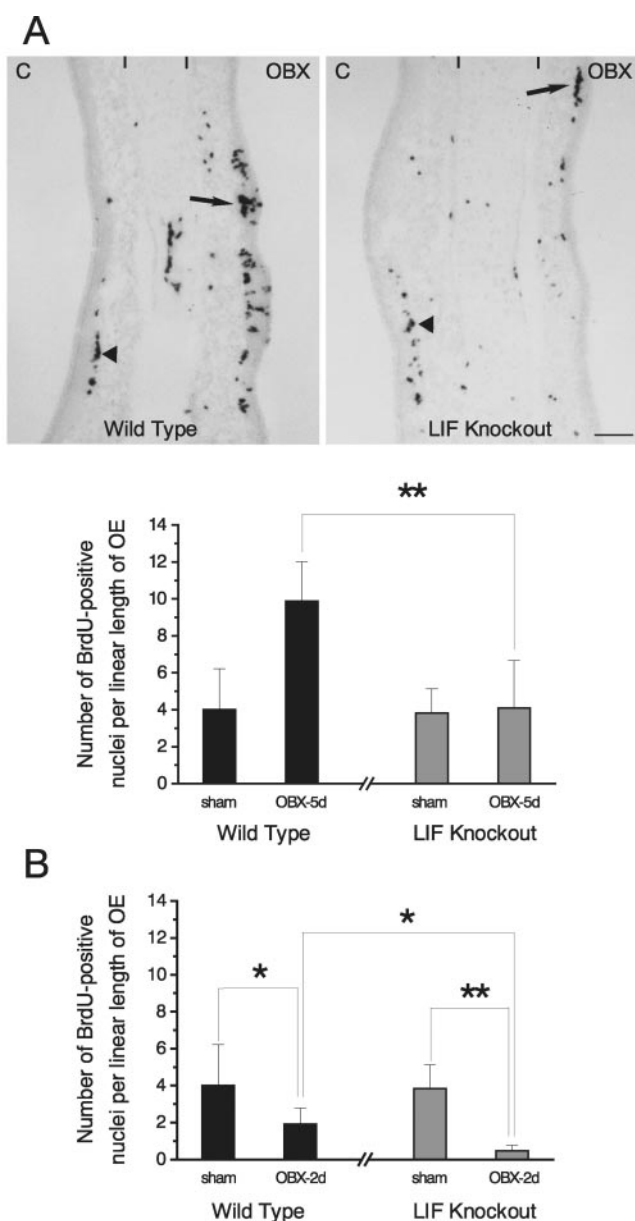 A
C OBX C OBX
Wild Type LIF Knockout
**
Number of BrdU-positive
nuclei per linear length of OE
14
12
10
8
6
4
2
0
sham OBX-5d sham OBX-5d
Wild Type LIF Knockout
B
Number of BrdU-positive
nuclei per linear length of OE
14
12
10
8
6
4
2
0
*
*
**
sham OBX-2d sham OBX-2d
Wild Type LIF Knockout